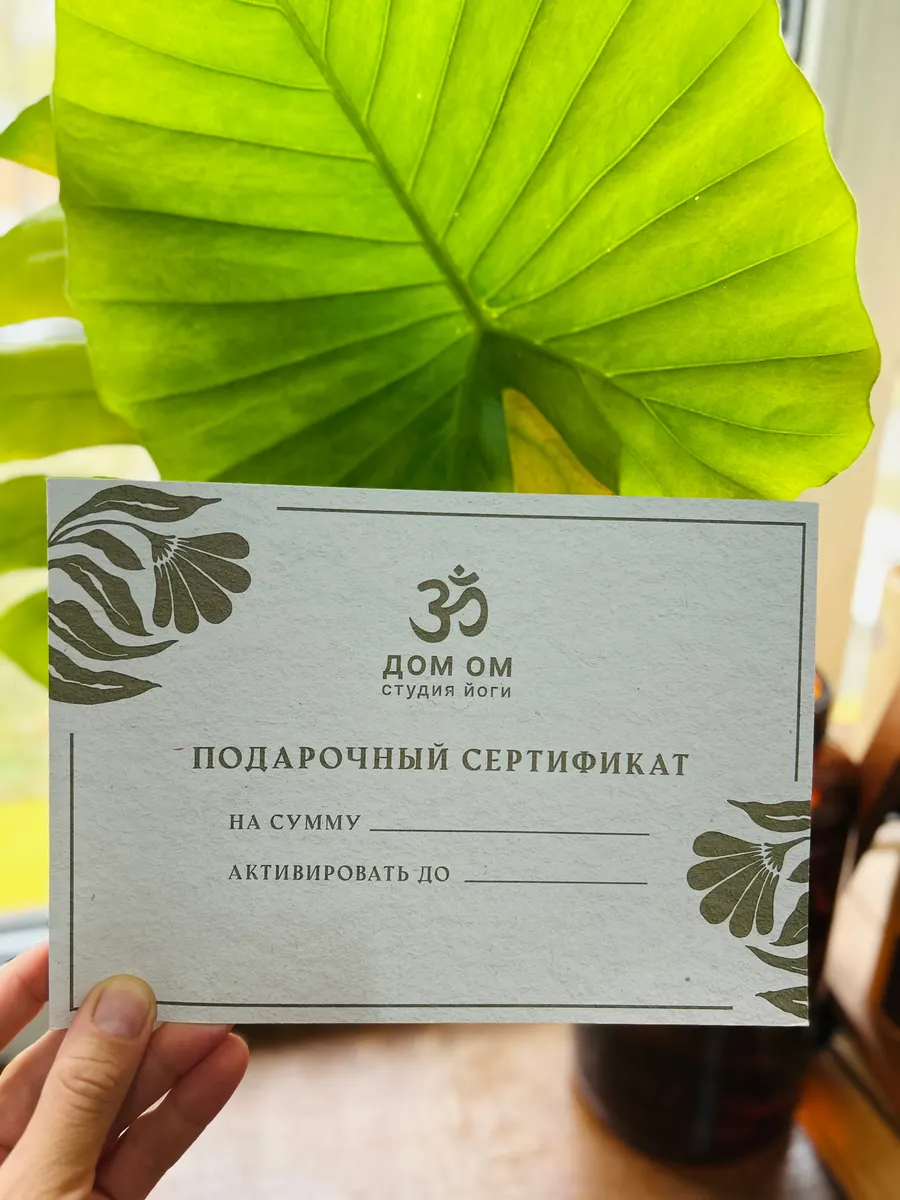 ॐ
ДОМ ОМ
студия йоги
ПОДАРОЧНЫЙ СЕРТИФИКАТ
НА СУММУ
АКТИВИРОВАТЬ ДО